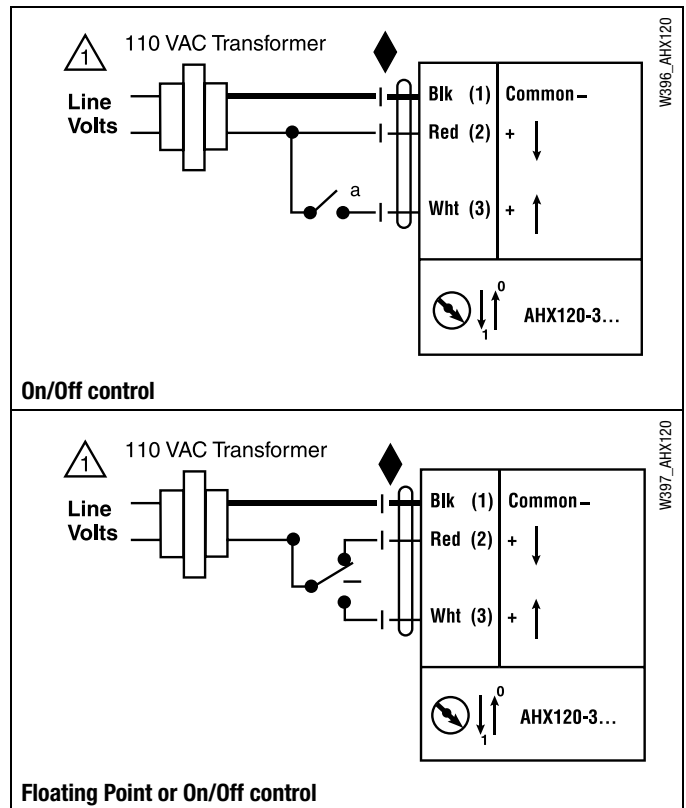 1 110 VAC Transformer
Line
Volts
Blk (1) Common –
Red (2) + ↓
a
Wht (3) + ↑
0
1
AHX120-3...
W396_AHX120
On/Off control
1 110 VAC Transformer
Line
Volts
Blk (1) Common –
Red (2) + ↓
Wht (3) + ↑
0
1
AHX120-3...
W397_AHX120
Floating Point or On/Off control